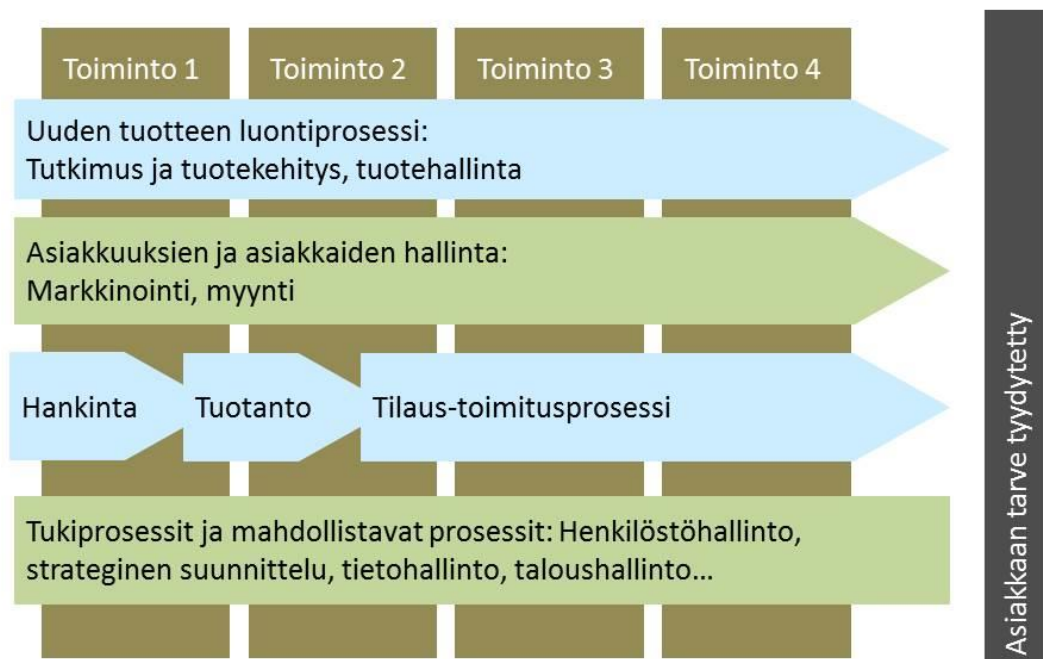 Toiminto 1
Toiminto 2
Toiminto 3
Toiminto 4
Uuden tuotteen luontiprosessi:
Tutkimus ja tuotekehitys, tuotehallinta
Asiakkuuksien ja asiakkaiden hallinta:
Markkinointi, myynti
Hankinta
Tuotanto
Tilaus-toimitusprosessi
Tukiprosessit ja mahdollistavat prosessit: Henkilöstöhallinto,
strateginen suunnittelu, tietohallinto, taloushallinto...
Asiakkaan tarve tyydytetty